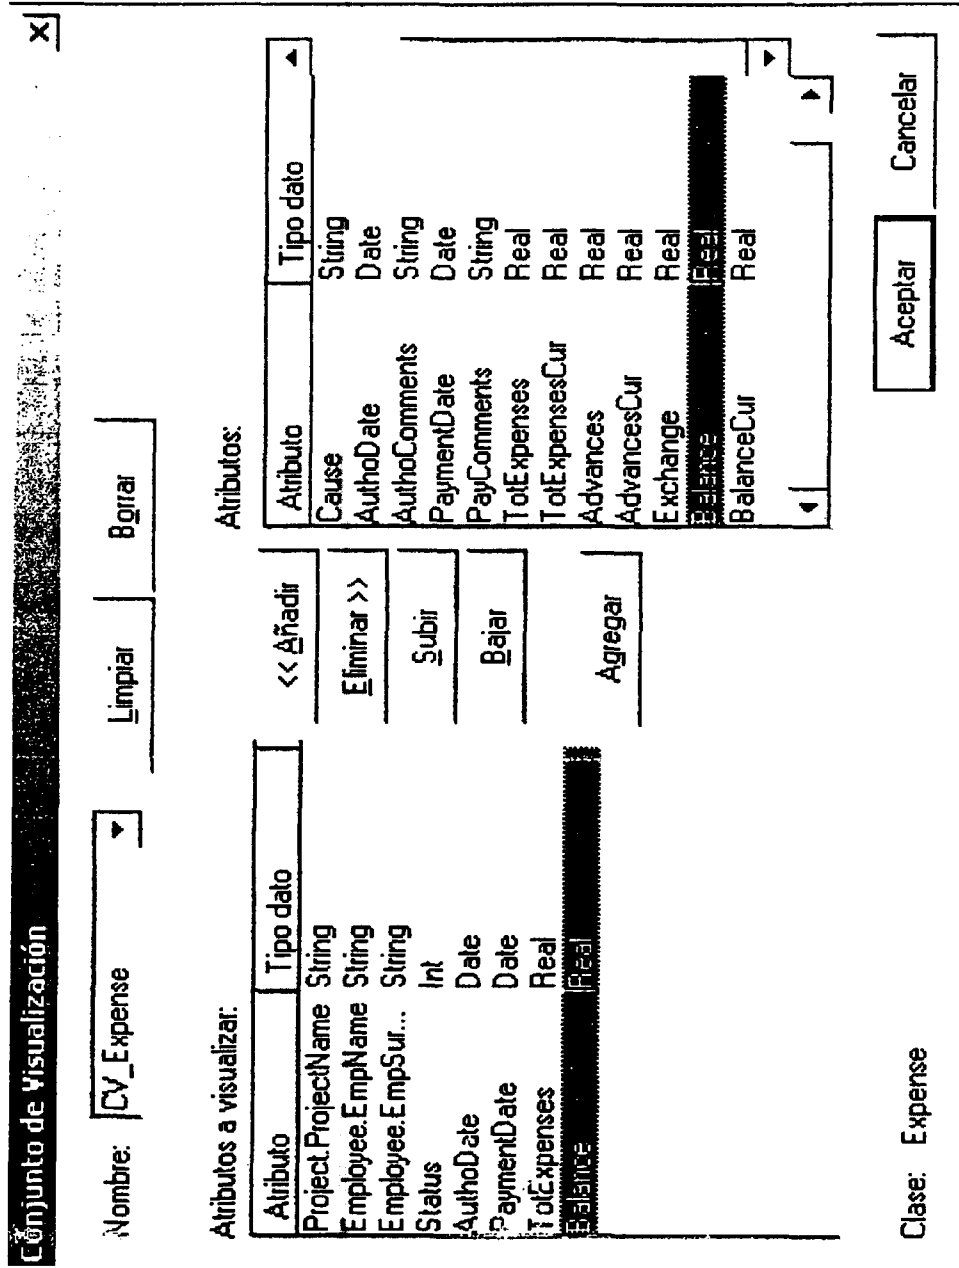 Conjunto de Visualización X
Nombre: CV_Expense Limpiar Borrar
Atributos a visualizar:
Atributo Tipo dato
Project.ProjectName String
Employee.EmpName String
Employee.EmpSur... String
Status Int
AuthoDate Date
PaymentDate Date
TotExpenses Real
Balance Real
<< Añadir
Eliminar >>
Subir
Bajar
Agregar
Atributos:
Atributo Tipo dato
Cause String
AuthoDate Date
AuthoComments String
PaymentDate Date
PayComments String
TotExpenses Real
TotExpensesCur Real
Advances Real
AdvancesCur Real
Exchange Real
Balance Real
BalanceCur Real
Clase: Expense
Aceptar Cancelar